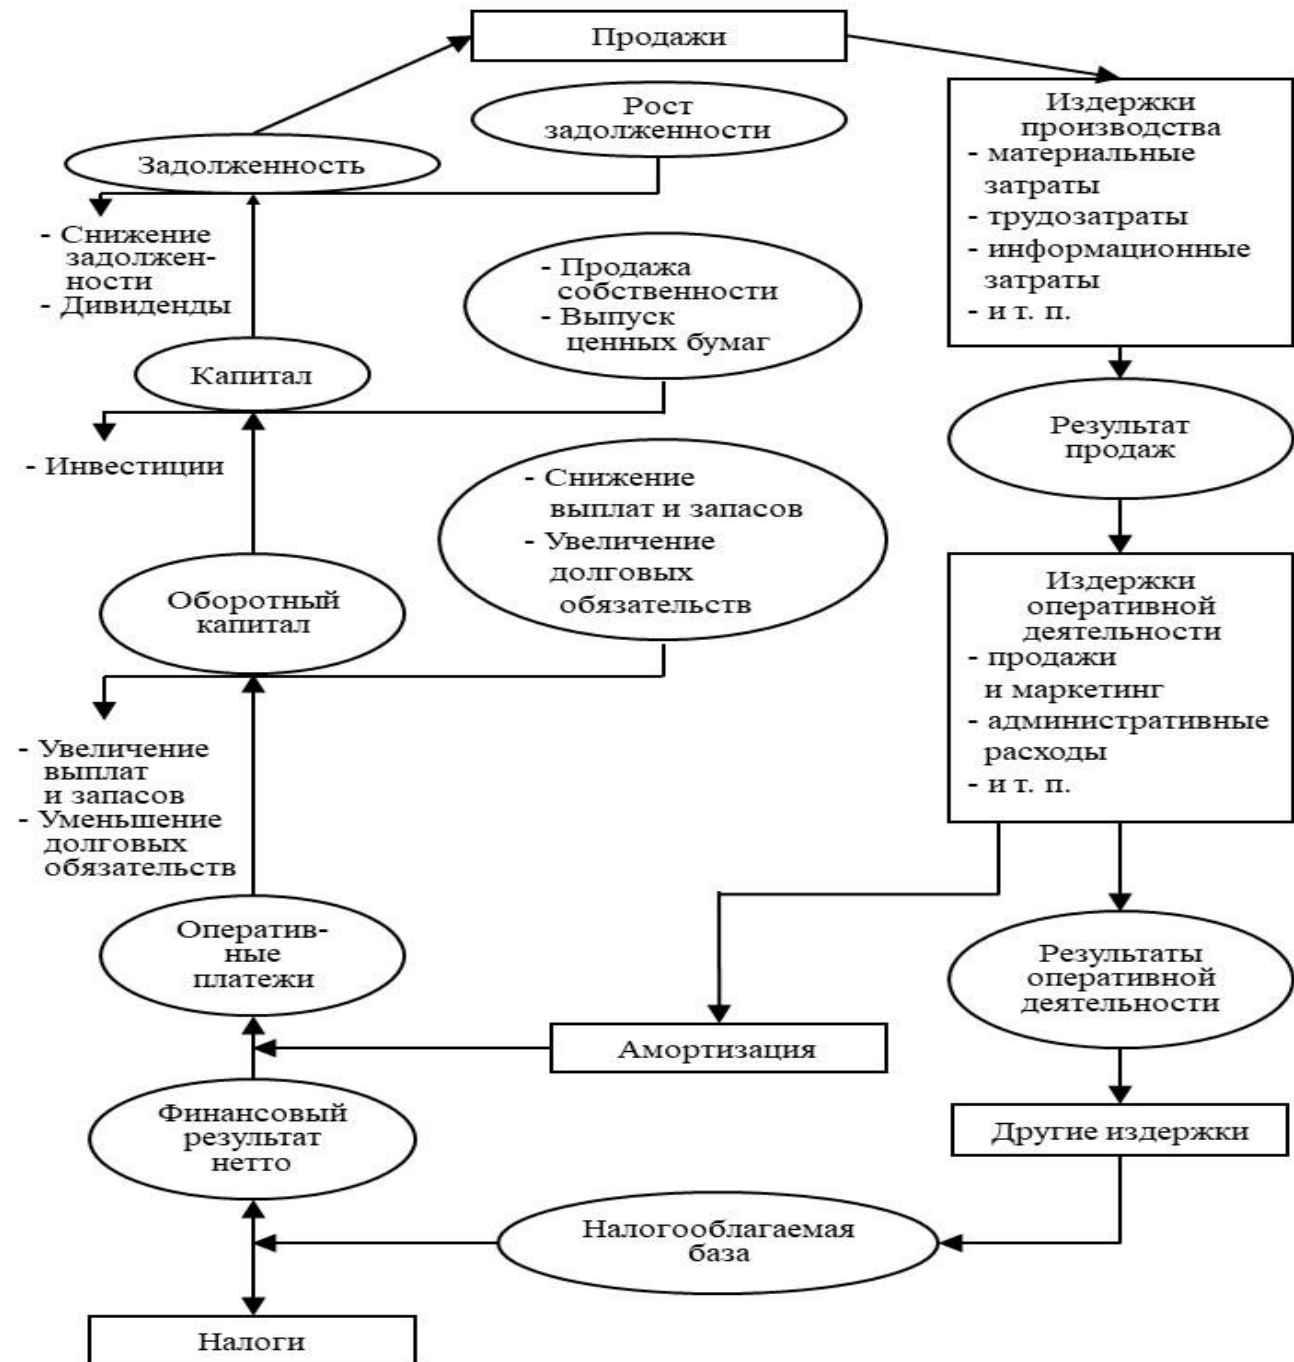 Продажи
Рост
задолженности
Задолженность
- Снижение
задолжен-
ности
- Дивиденды
- Продажа
собственности
- Выпуск
ценных бумаг
Капитал
- Инвестиции
- Снижение
выплат и запасов
- Увеличение
долговых
обязательств
Оборотный
капитал
- Увеличение
выплат
и запасов
- Уменьшение
долговых
обязательств
Оператив-
ные
платежи
Амортизация
Финансовый
результат
нетто
Налогооблагаемая
база
Налоги
Издержки
производства
- материальные
затраты
- трудозатраты
- информационные
затраты
- и т. п.
Результат
продаж
Издержки
оперативной
деятельности
- продажи
и маркетинг
- административные
расходы
- и т. п.
Результаты
оперативной
деятельности
Другие издержки